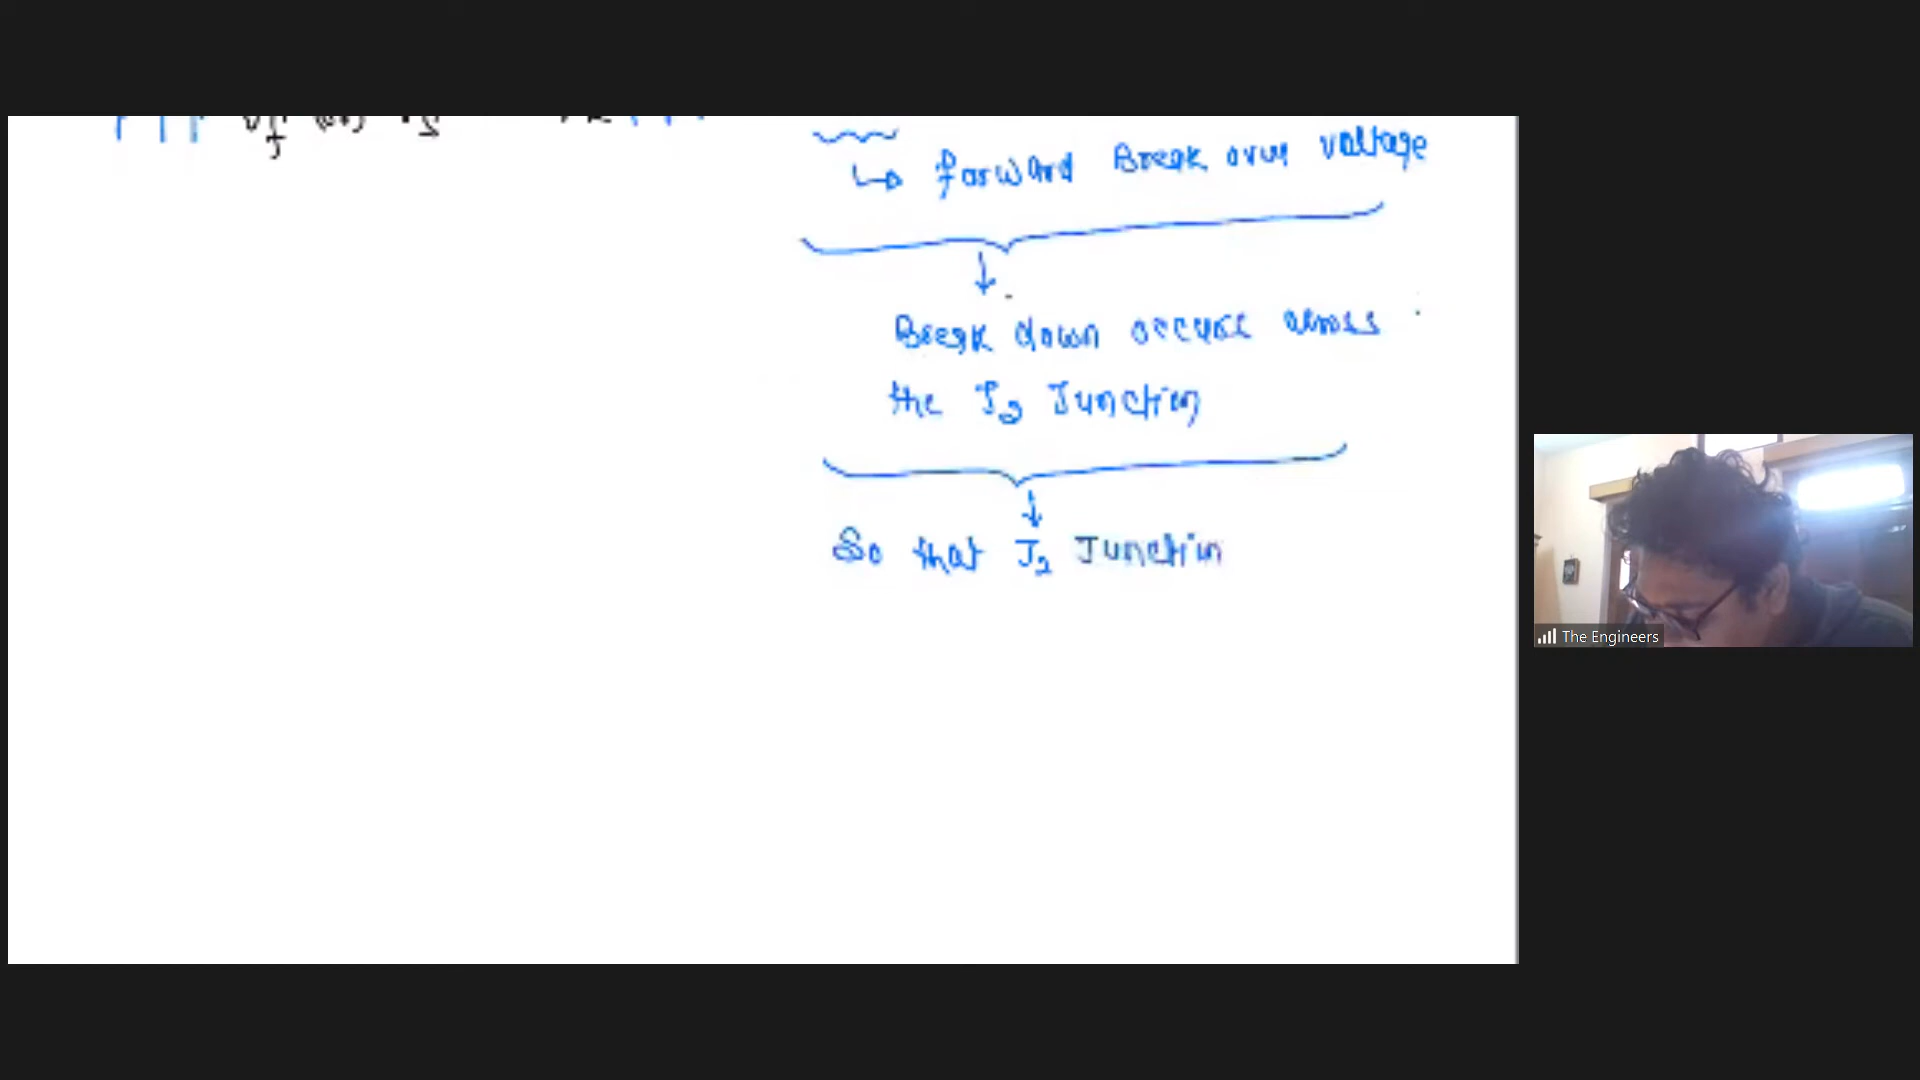 forward Break over voltage
Break down occurs across
the J2 Junction
So that J2 Junction
The Engineers